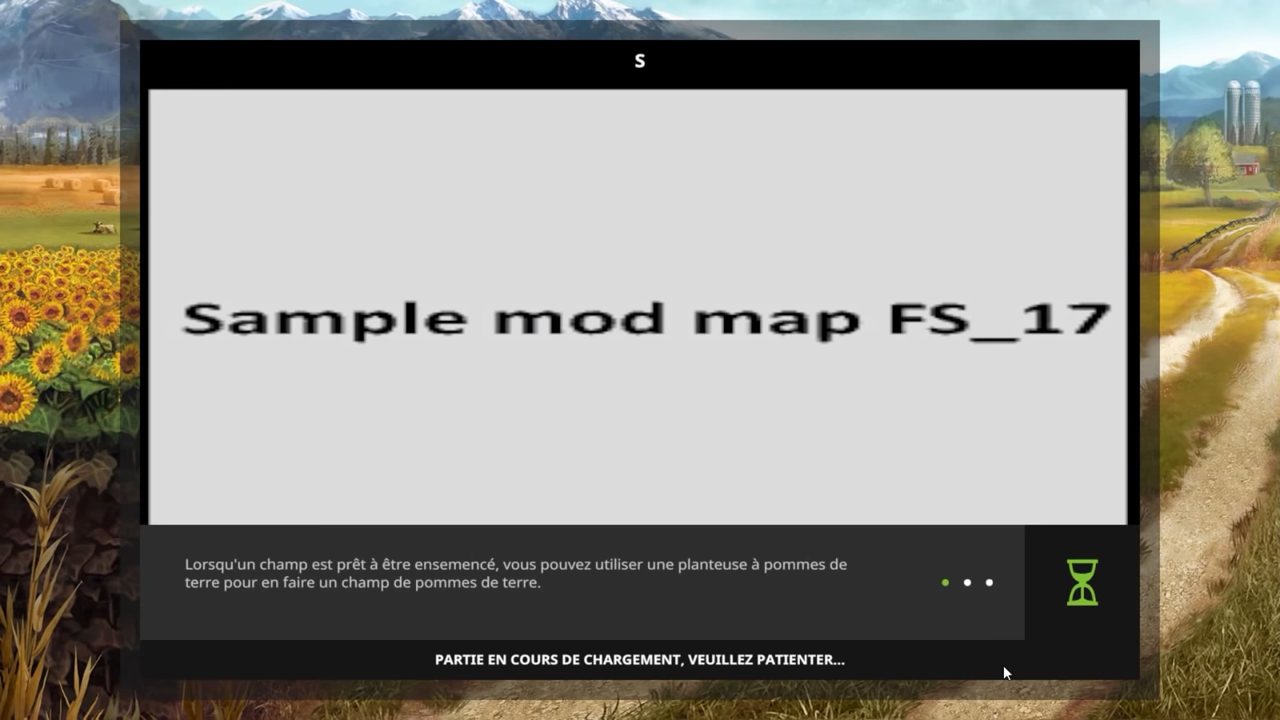 S
Sample mod map FS_17
Lorsqu'un champ est prêt à être ensemencé, vous pouvez utiliser une planteuse à pommes de
terre pour en faire un champ de pommes de terre.
PARTIE EN COURS DE CHARGEMENT, VEUILLEZ PATIENTER...